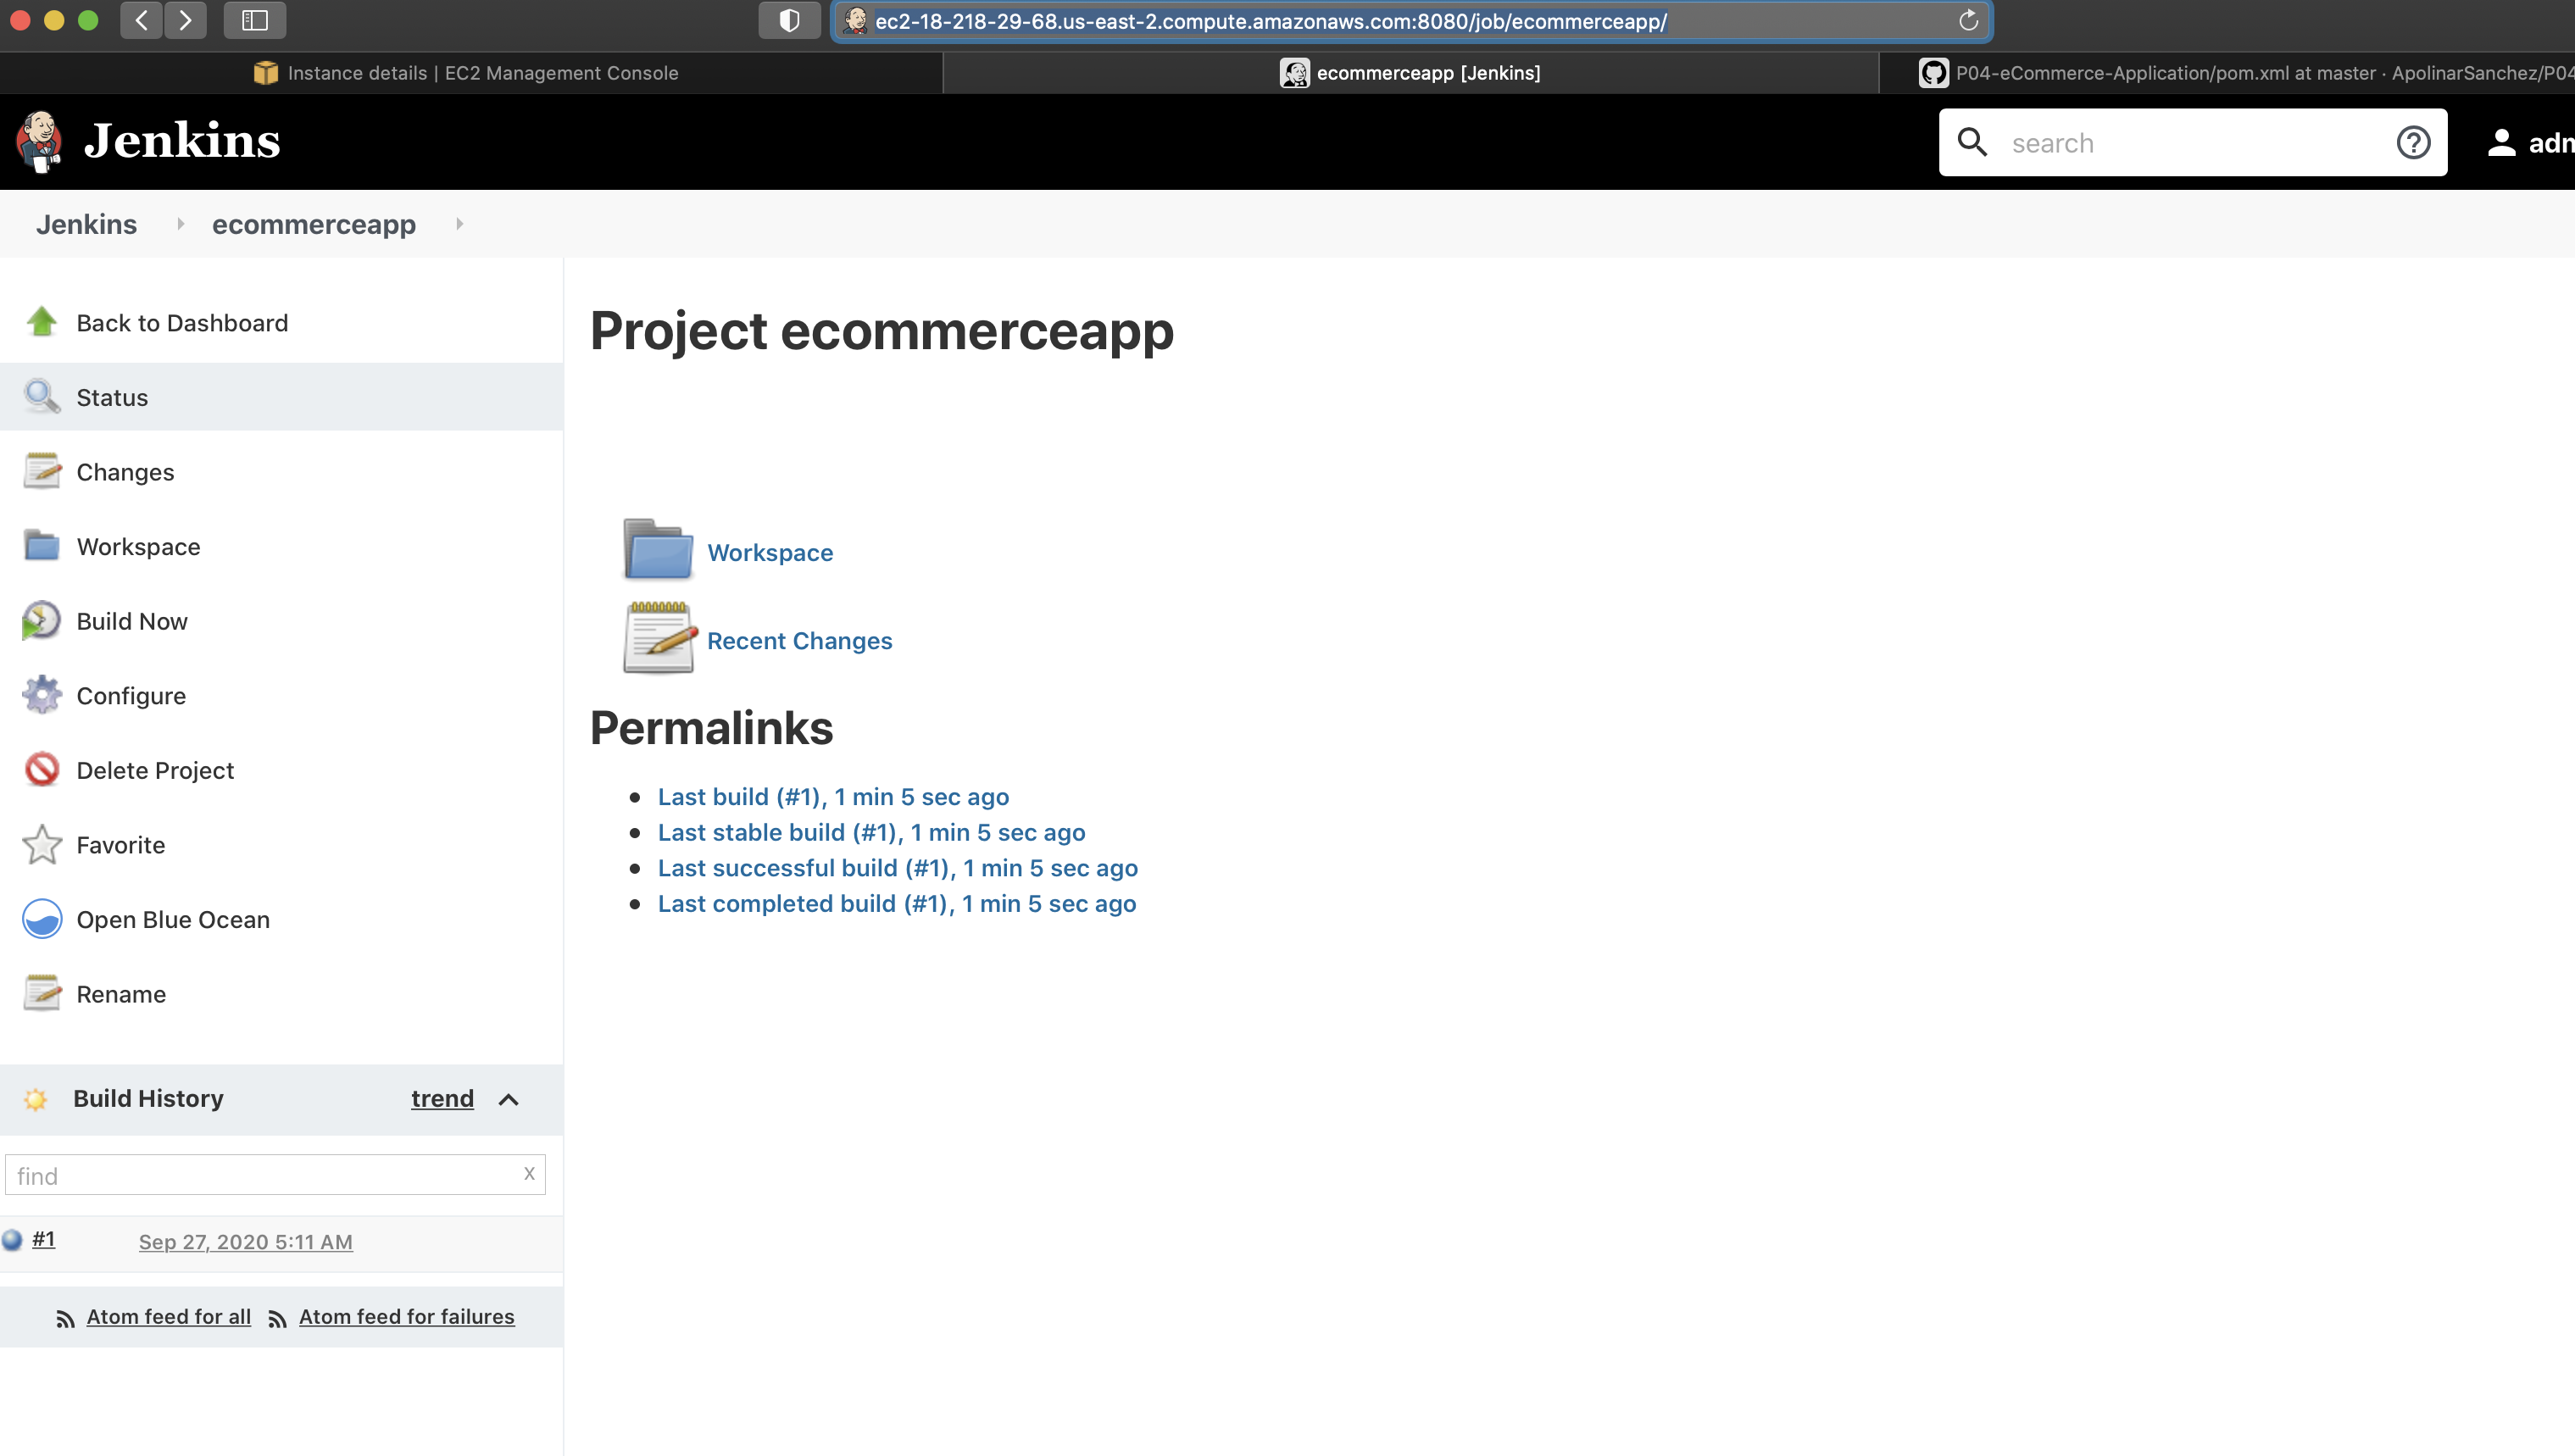 ec2-18-218-29-68.us-east-2.compute.amazonaws.com:8080/job/ecommerceapp/
Instance details | EC2 Management Console
ecommerceapp [Jenkins]
P04-eCommerce-Application/pom.xml at master · ApolinarSanchez/P04
Jenkins
search
adm
Jenkins
ecommerceapp
Back to Dashboard
Status
Changes
Workspace
Build Now
Configure
Delete Project
Favorite
Open Blue Ocean
Rename
Build History
trend
find
x
#1
Sep 27, 2020 5:11 AM
Atom feed for all
Atom feed for failures
Project ecommerceapp
Workspace
Recent Changes
Permalinks
Last build (#1), 1 min 5 sec ago
Last stable build (#1), 1 min 5 sec ago
Last successful build (#1), 1 min 5 sec ago
Last completed build (#1), 1 min 5 sec ago